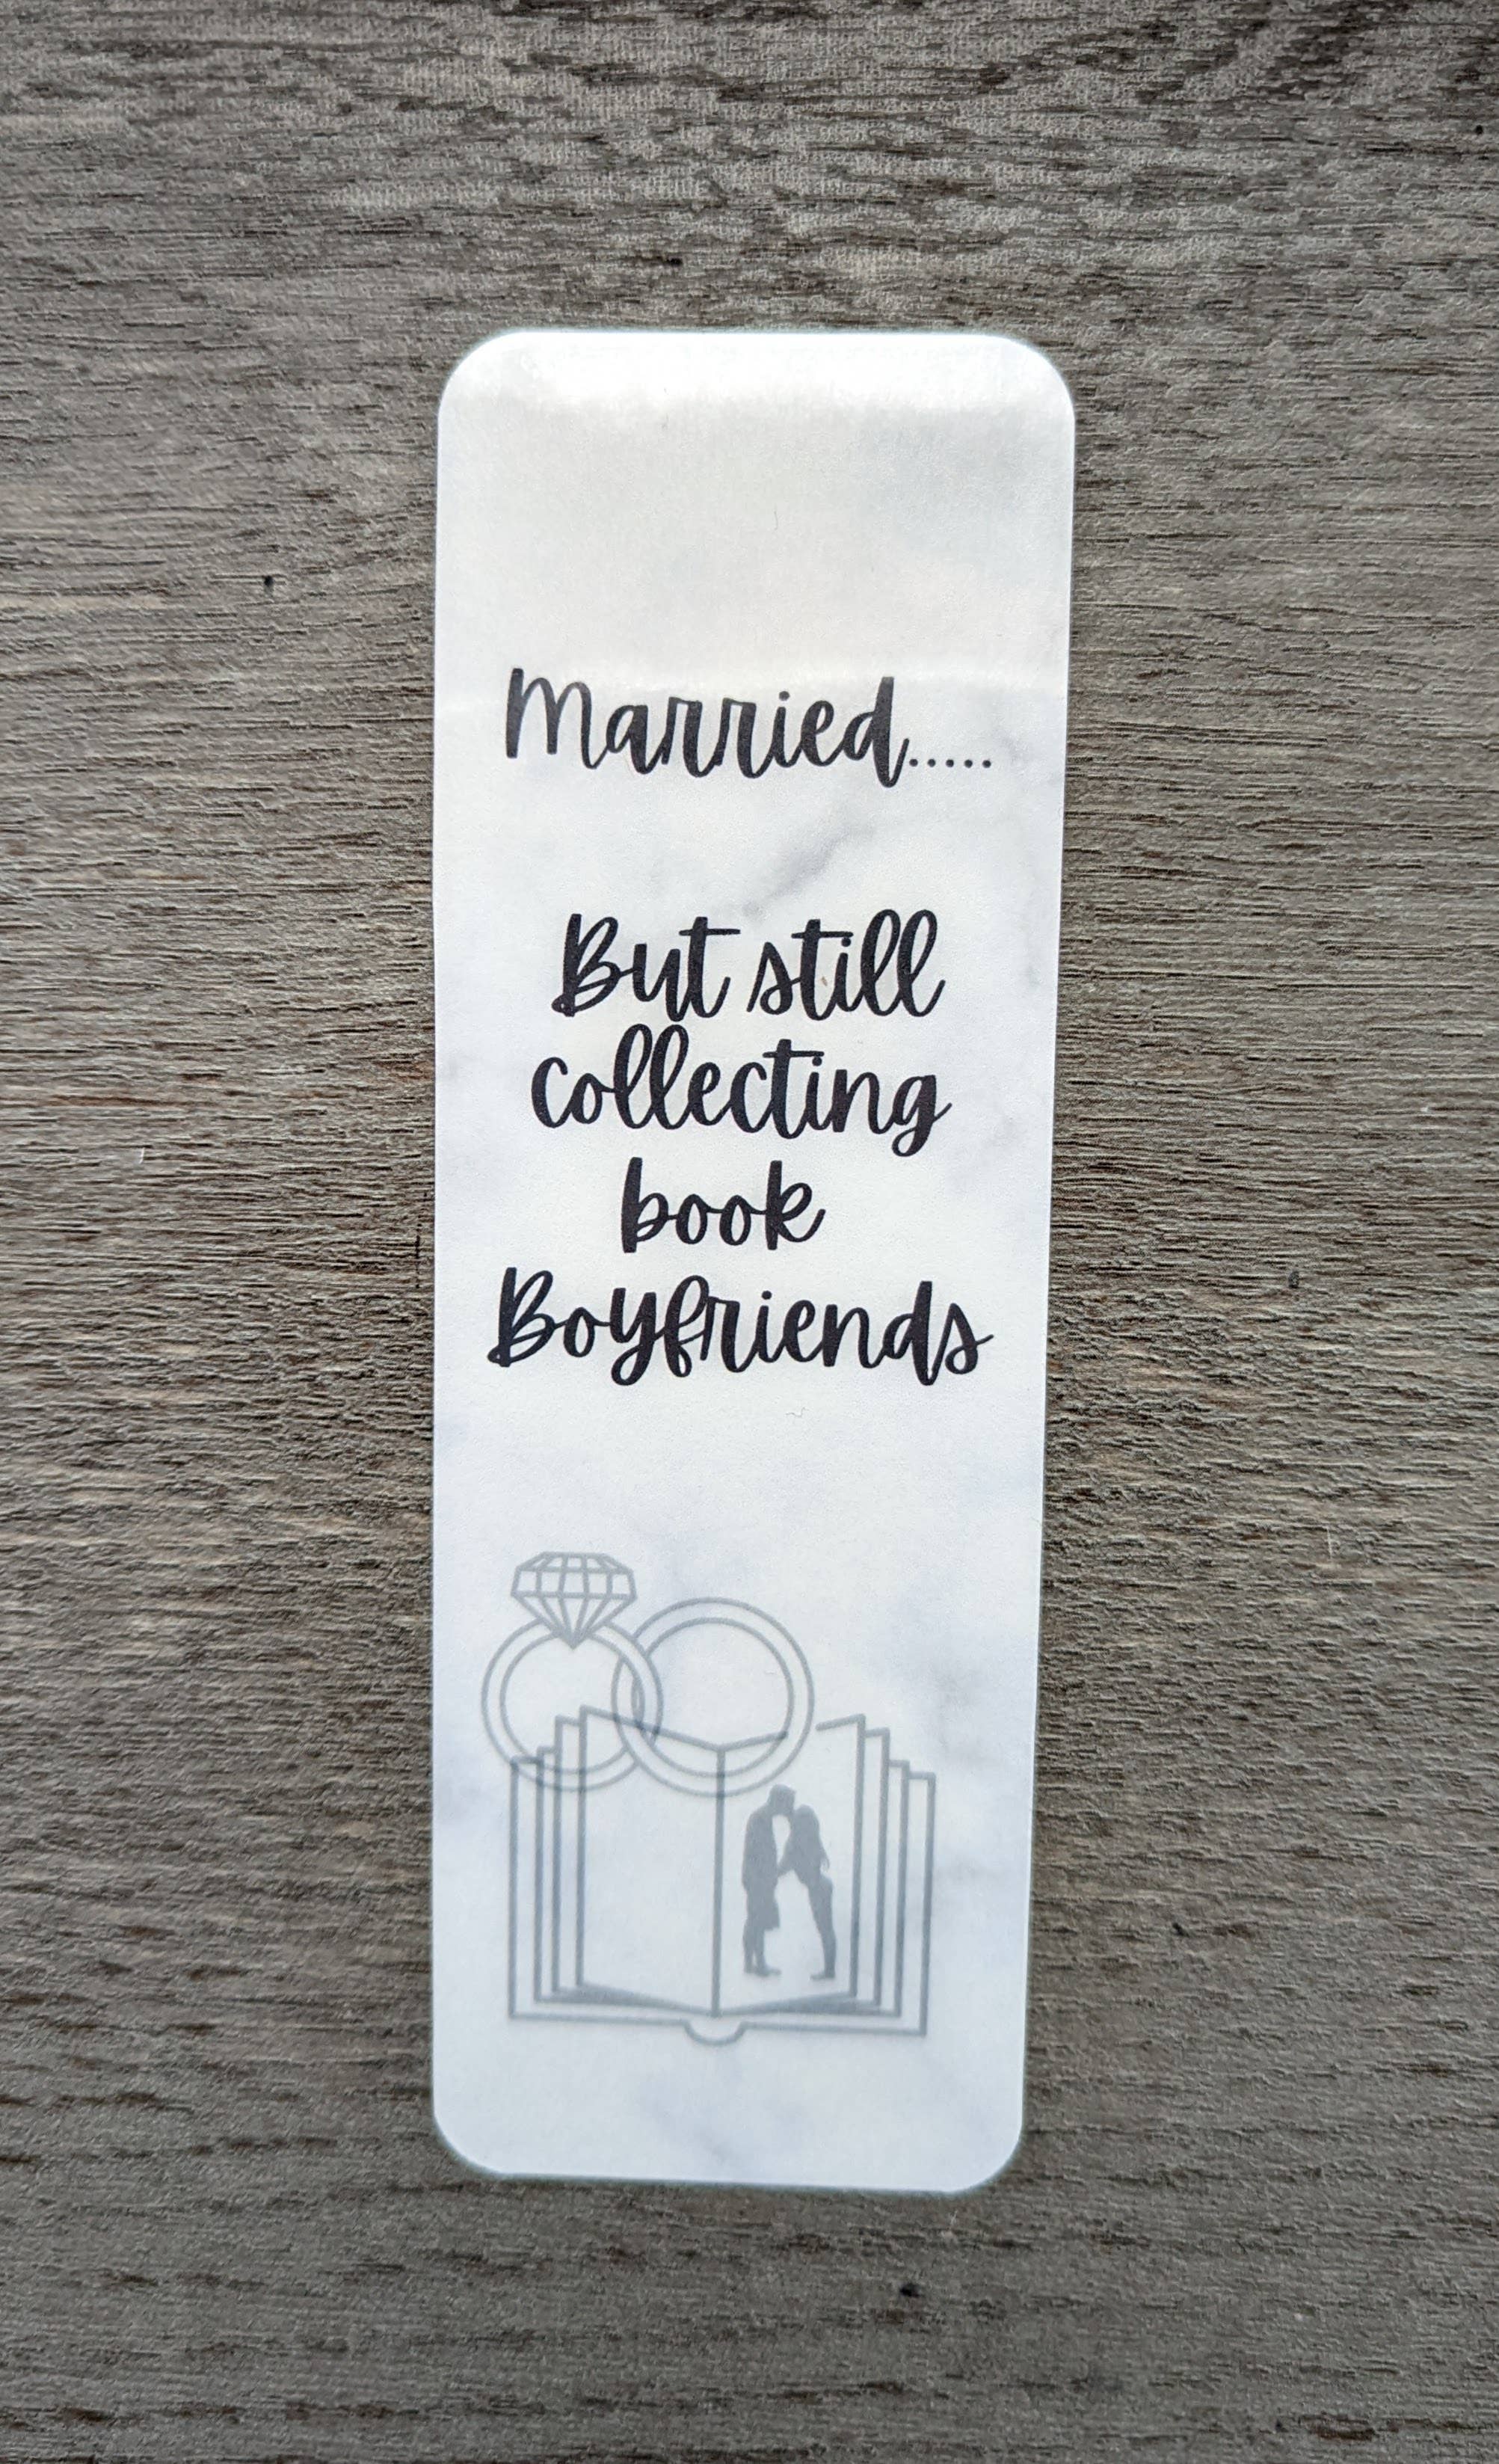 Married.....
But still
collecting
book
Boyfriends